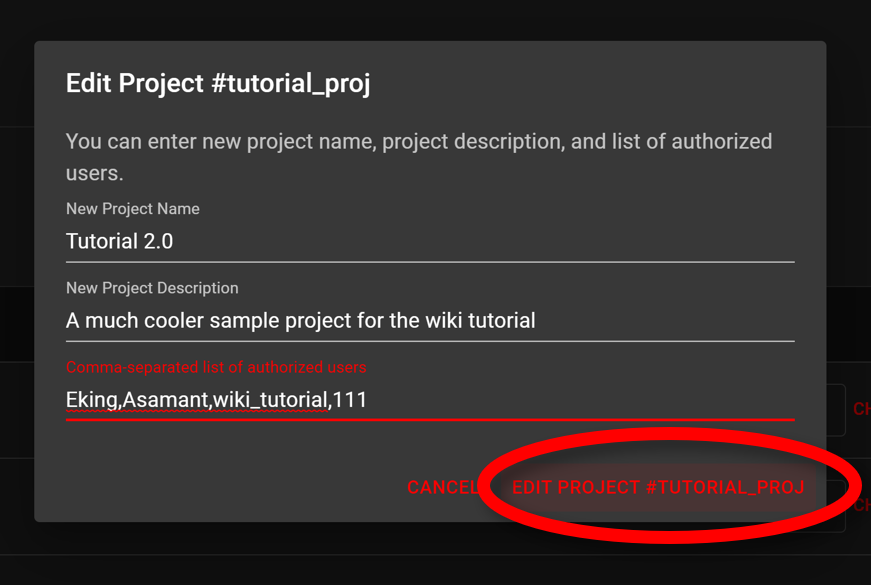 Edit Project #tutorial_proj
You can enter new project name, project description, and list of authorized
users.
New Project Name
Tutorial 2.0
New Project Description
A much cooler sample project for the wiki tutorial
Comma-separated list of authorized users
Eking,Asamant,wiki_tutorial,111
CANCEL EDIT PROJECT #TUTORIAL_PROJ